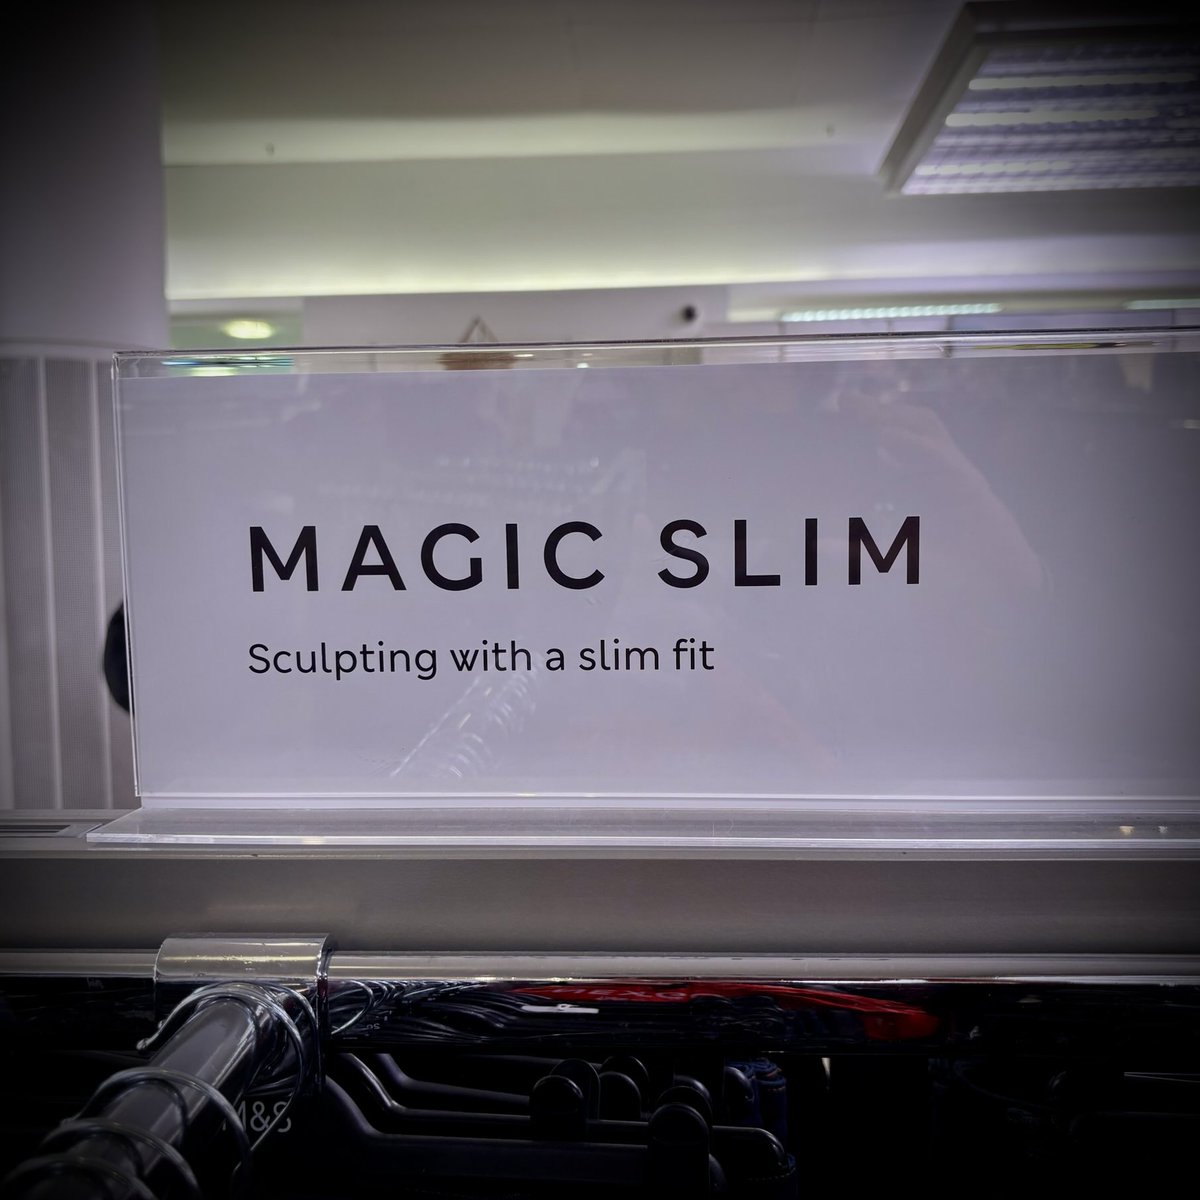 MAGIC SLIM
Sculpting with a slim fit
M&S